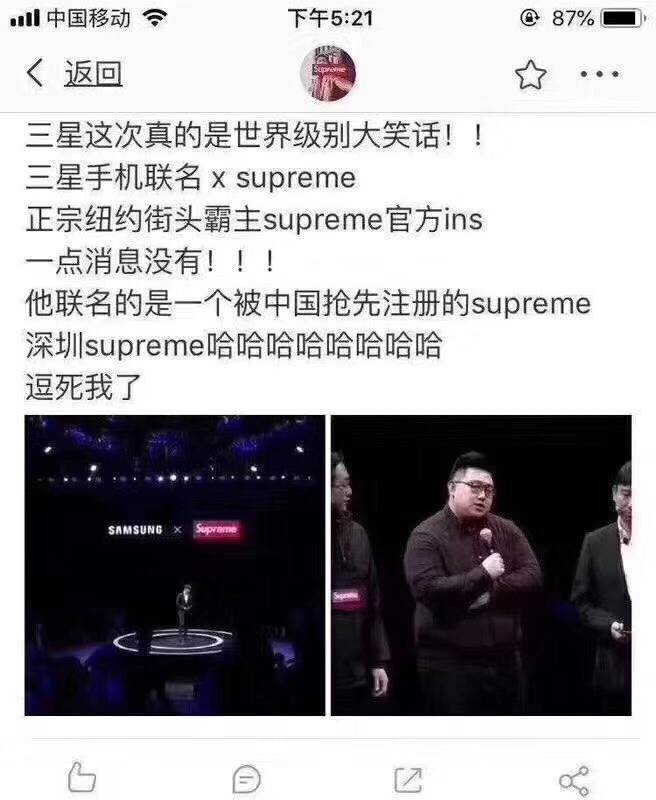 中国移动
下午5:21
87%
返回
Supreme
三星这次真的是世界级别大笑话！！
三星手机联名 x supreme
正宗纽约街头霸主supreme官方ins
一点消息没有！！！
他联名的是一个被中国抢先注册的supreme
深圳supreme哈哈哈哈哈哈哈哈
逗死我了
SAMSUNG × Supreme
Supreme